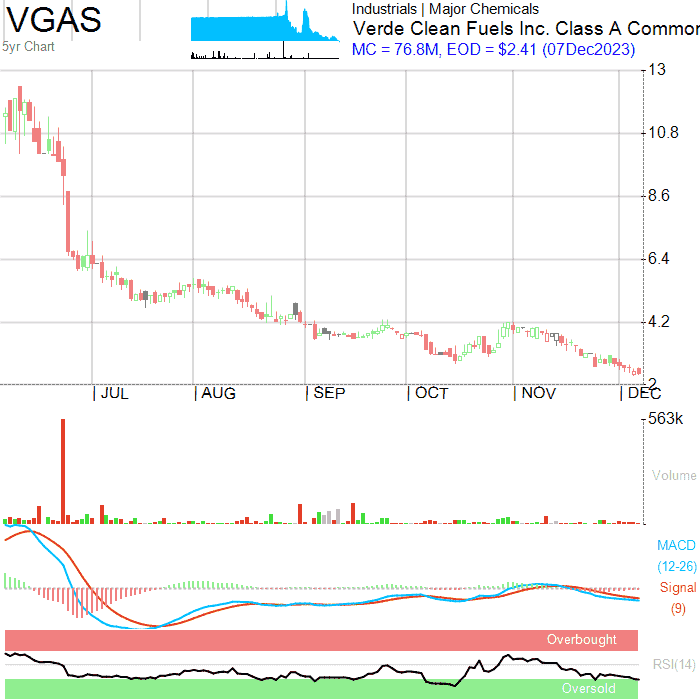 VGAS
5yr Chart
Industrials | Major Chemicals
Verde Clean Fuels Inc. Class A Common
MC = 76.8M, EOD = $2.41 (07Dec2023)
13
10.8
8.6
6.4
4.2
2
JUL
AUG
SEP
OCT
NOV
DEC
563k
Volume
MACD
(12-26)
Signal
(9)
Overbought
RSI(14)
Oversold